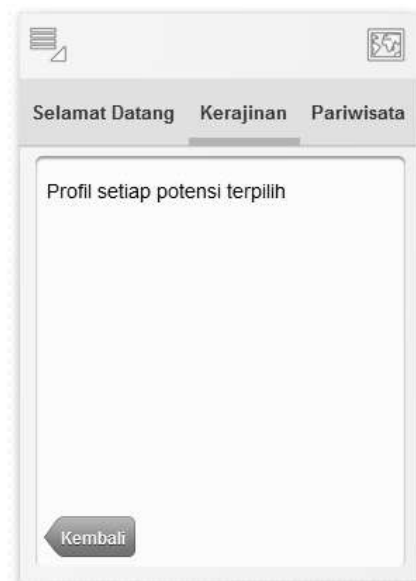 Selamat Datang Kerajinan Pariwisata
Profil setiap potensi terpilih
Kembali